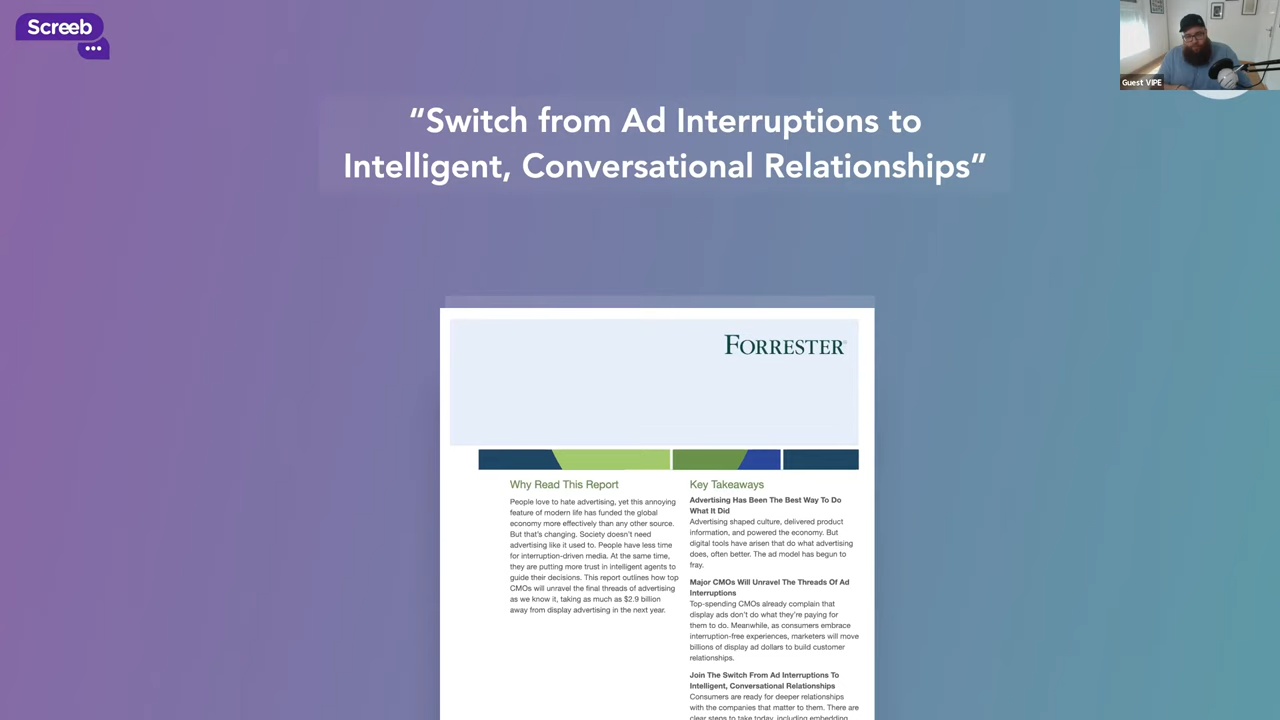 Screeb
Guest VIPE
“Switch from Ad Interruptions to
Intelligent, Conversational Relationships”
FORRESTER
Why Read This Report
People love to hate advertising, yet this annoying
feature of modern life has funded the global
economy more effectively than any other source.
But that's changing. Society doesn't need
advertising like it used to. People have less time
for interruption-driven media. At the same time,
they are putting more trust in intelligent agents to
guide their decisions. This report outlines how top
CMOs will unravel the final threads of advertising
as we know it, taking as much as $2.9 billion
away from display advertising in the next year.
Key Takeaways
Advertising Has Been The Best Way To Do
What It Did
Advertising shaped culture, delivered product
information, and powered the economy. But
digital tools have arisen that do what advertising
does, often better. The ad model has begun to
fray.
Major CMOs Will Unravel The Threads Of Ad
Interruptions
Top-spending CMOs already complain that
display ads don't do what they're paying for
them to do. Meanwhile, as consumers embrace
interruption-free experiences, marketers will move
billions of display ad dollars to build customer
relationships.
Join The Switch From Ad Interruptions To
Intelligent, Conversational Relationships
Consumers are ready for deeper relationships
with the companies that matter to them. There are
clear steps to take today, including embedding